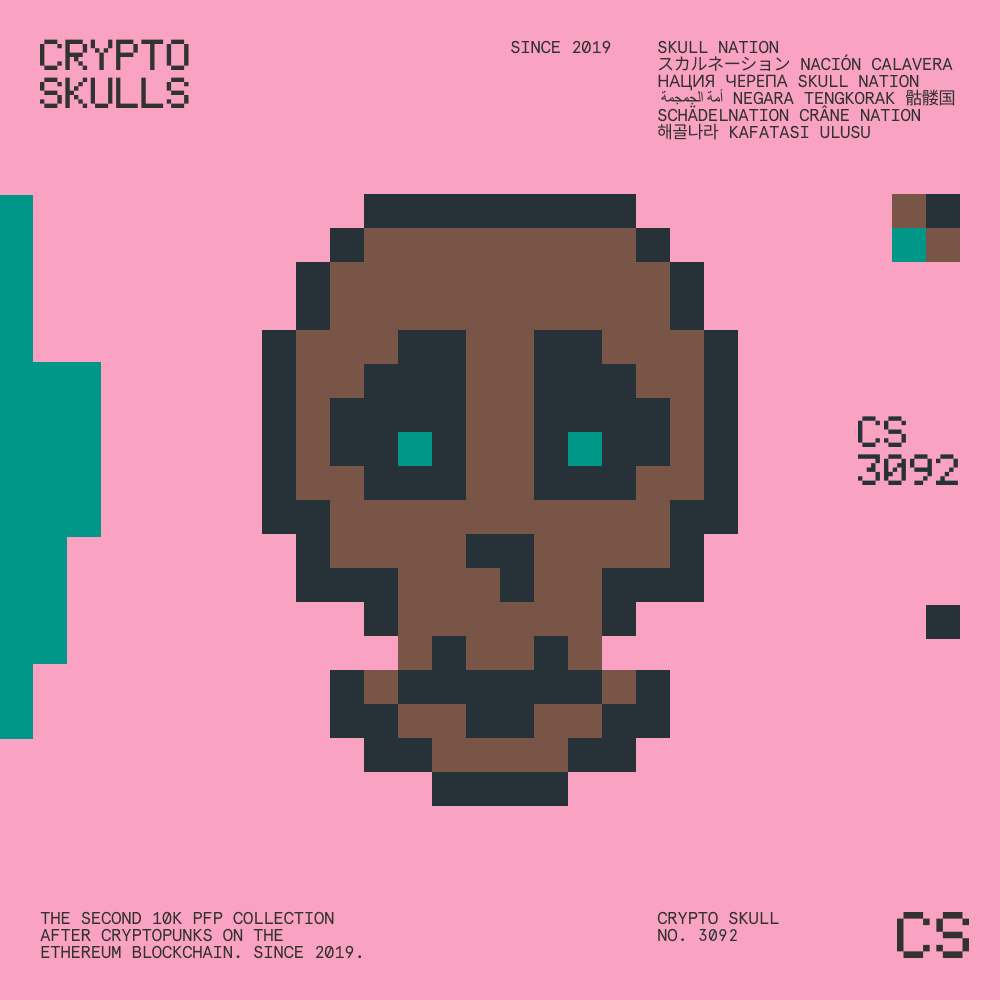 CRYPTO
SKULLS
SINCE 2019
SKULL NATION
スカルネーション NACIÓN CALAVERA
НАЦИЯ ЧЕРЕПА SKULL NATION
أمة الجمجمة NEGARA TENGKORAK 骷髅国
SCHÄDELNATION CRÂNE NATION
해골나라 KAFATASI ULUSU
CS
3092
THE SECOND 10K PFP COLLECTION
AFTER CRYPTOPUNKS ON THE
ETHEREUM BLOCKCHAIN. SINCE 2019.
CRYPTO SKULL
NO. 3092
CS